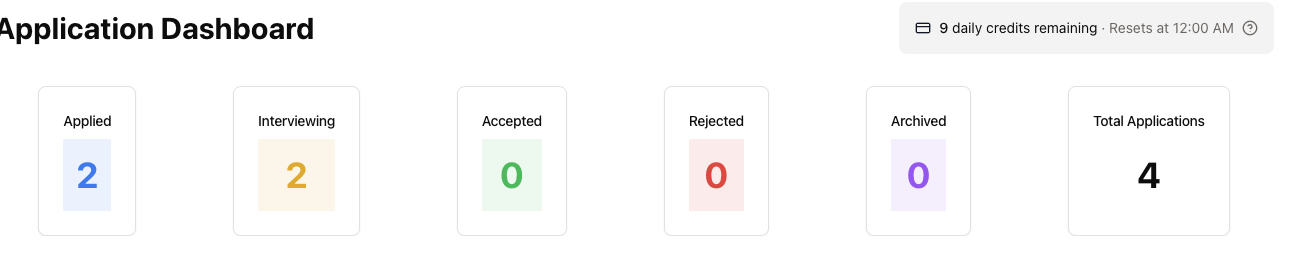 Application Dashboard
9 daily credits remaining · Resets at 12:00 AM
Applied
2
Interviewing
2
Accepted
0
Rejected
0
Archived
0
Total Applications
4